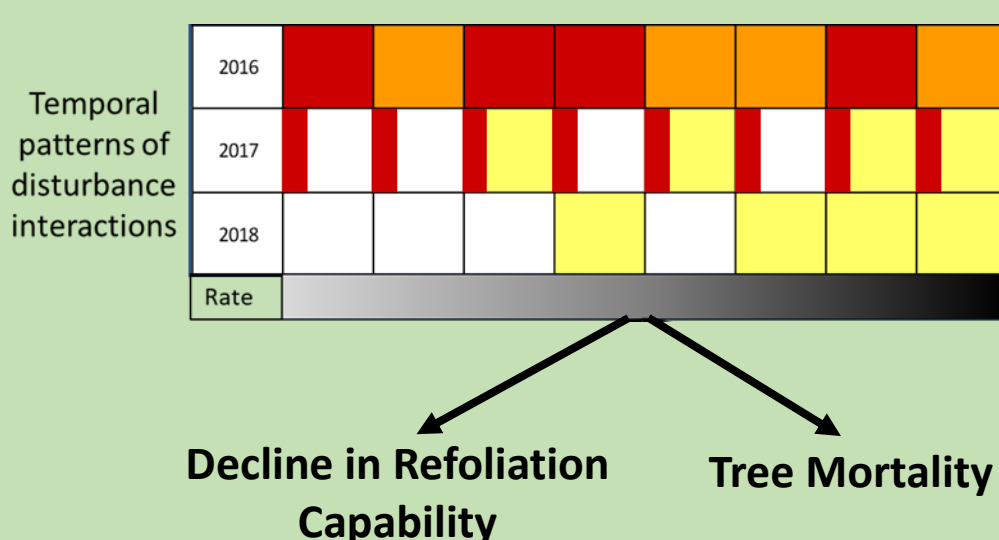 Temporal
patterns of
disturbance
interactions
2016
2017
2018
Rate
Decline in Refoliation
Capability
Tree Mortality